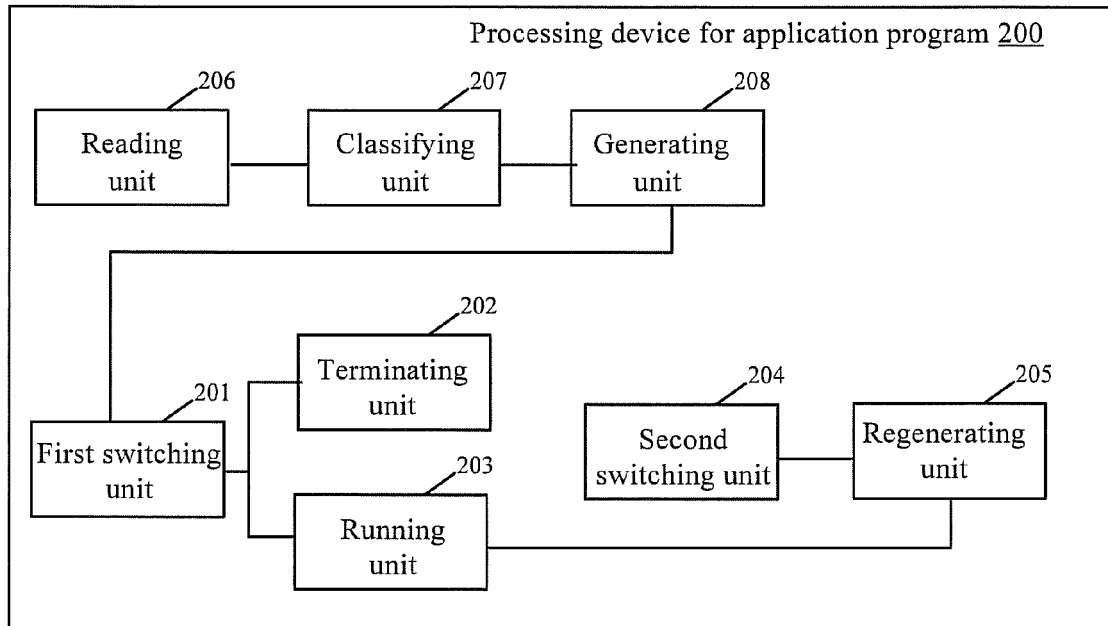 Processing device for application program 200
206
207
208
Reading
unit
Classifying
unit
Generating
unit
202
Terminating
unit
201
First switching
unit
203
Running
unit
204
Second
switching unit
205
Regenerating
unit